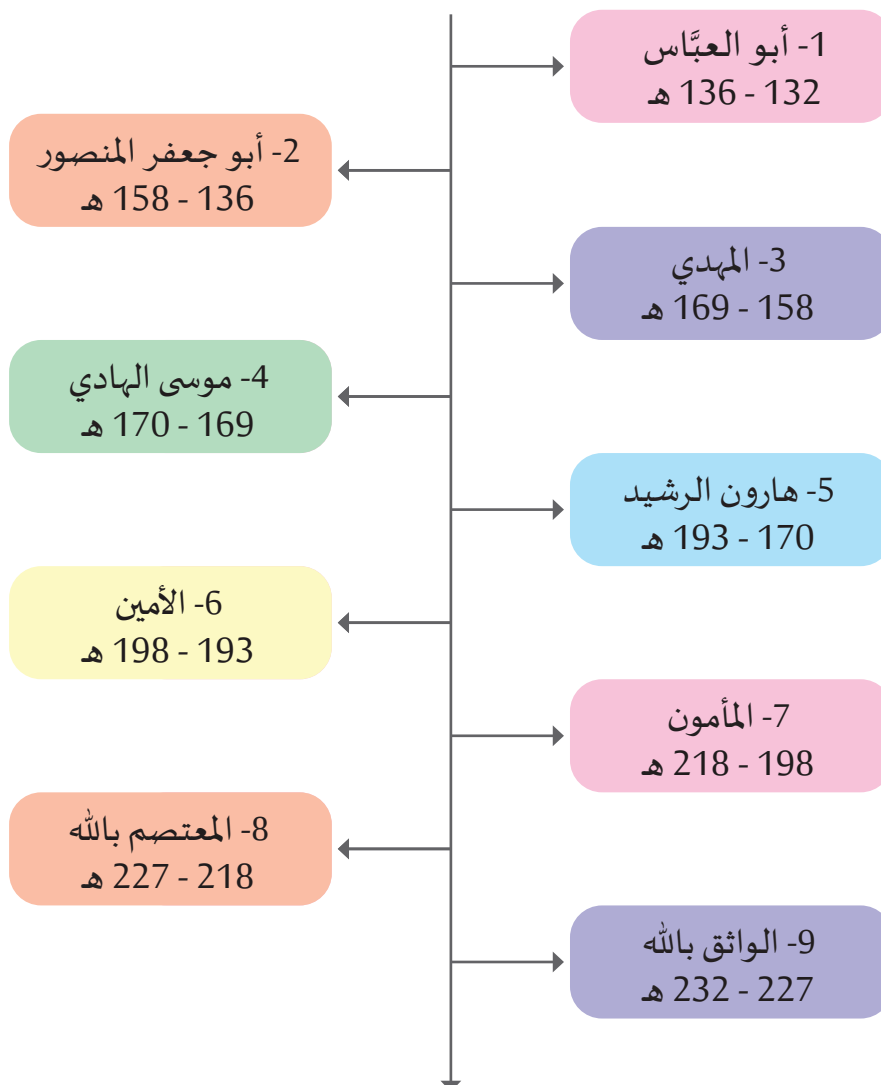 1- أبو العبَّاس
132 - 136 هـ
2- أبو جعفر المنصور
136 - 158 هـ
3- المهدي
158 - 169 هـ
4- موسى الهادي
169 - 170 هـ
5- هارون الرشيد
170 - 193 هـ
6- الأمين
193 - 198 هـ
7- المأمون
198 - 218 هـ
8- المعتصم بالله
218 - 227 هـ
9- الواثق بالله
227 - 232 هـ